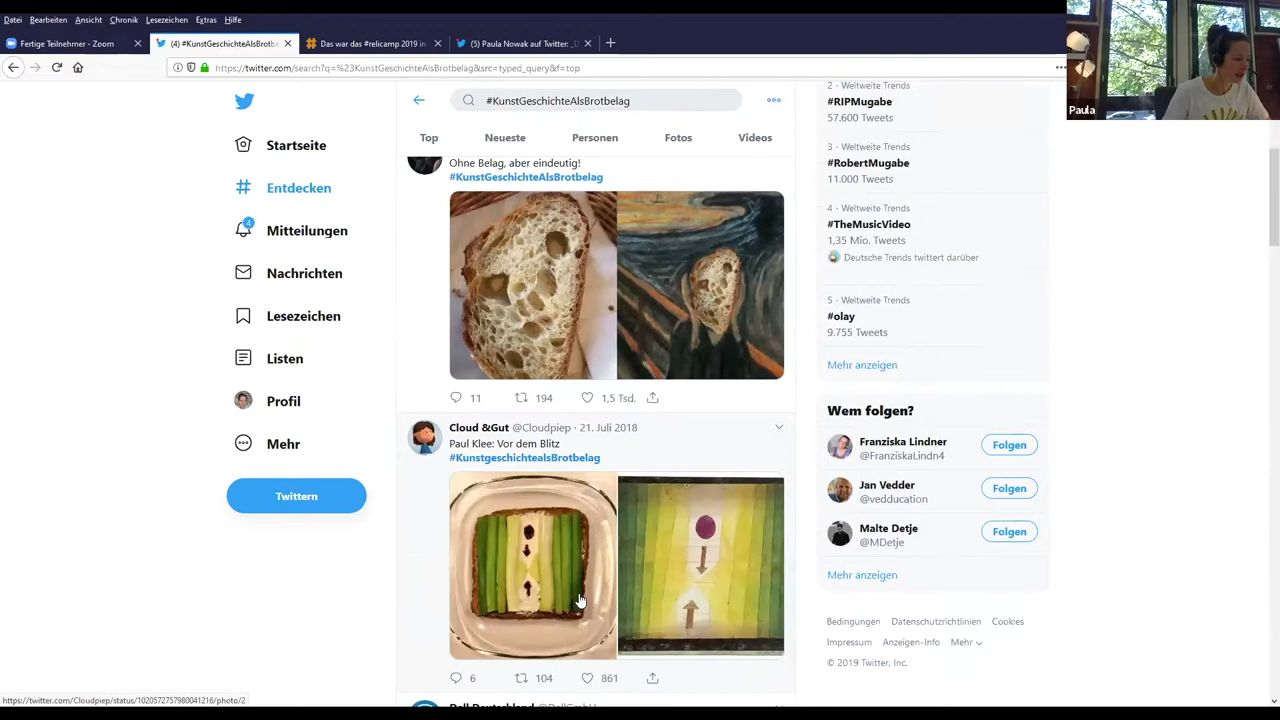 Datei Bearbeiten Ansicht Chronik Lesezeichen Extras Hilfe
Fertige Teilnehmer - Zoom
(4) #KunstGeschichteAlsBrotb
Das war das #relicamp 2019 in
(5) Paula Nowak auf Twitter: „D
https://twitter.com/search?q=%23KunstGeschichteAlsBrotbelag&src=typed_query&f=top
Paula
#KunstGeschichteAlsBrotbelag
Top Neueste Personen Fotos Videos
Startseite
Entdecken
4
Mitteilungen
Nachrichten
Lesezeichen
Listen
Profil
Mehr
Twittern
Ohne Belag, aber eindeutig!
#KunstGeschichteAlsBrotbelag
11 194 1,5 Tsd.
Cloud &Gut @Cloudpiep · 21. Juli 2018
Paul Klee: Vor dem Blitz
#KunstgeschichtealsBrotbelag
6 104 861
Dell Deutschland
2 · Weltweite Trends
#RIPMugabe
57.600 Tweets
3 · Weltweite Trends
#RobertMugabe
11.000 Tweets
4 · Weltweite Trends
#TheMusicVideo
1,35 Mio. Tweets
Deutsche Trends twittert darüber
5 · Weltweite Trends
#olay
9.755 Tweets
Mehr anzeigen
Wem folgen?
Franziska Lindner
@FranziskaLindn4
Folgen
Jan Vedder
@vedducation
Folgen
Malte Detje
@MDetje
Folgen
Mehr anzeigen
Bedingungen Datenschutzrichtlinien Cookies
Impressum Anzeigen-Info Mehr
© 2019 Twitter, Inc.
https://twitter.com/Cloudpiep/status/1020572757980041216/photo/2